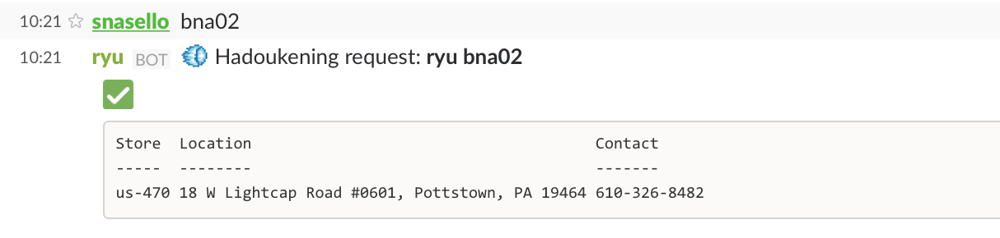 10:21 snasello bna02
10:21 ryu BOT Hadoukening request: ryu bna02
Store Location Contact
----- -------- -------
us-470 18 W Lightcap Road #0601, Pottstown, PA 19464 610-326-8482